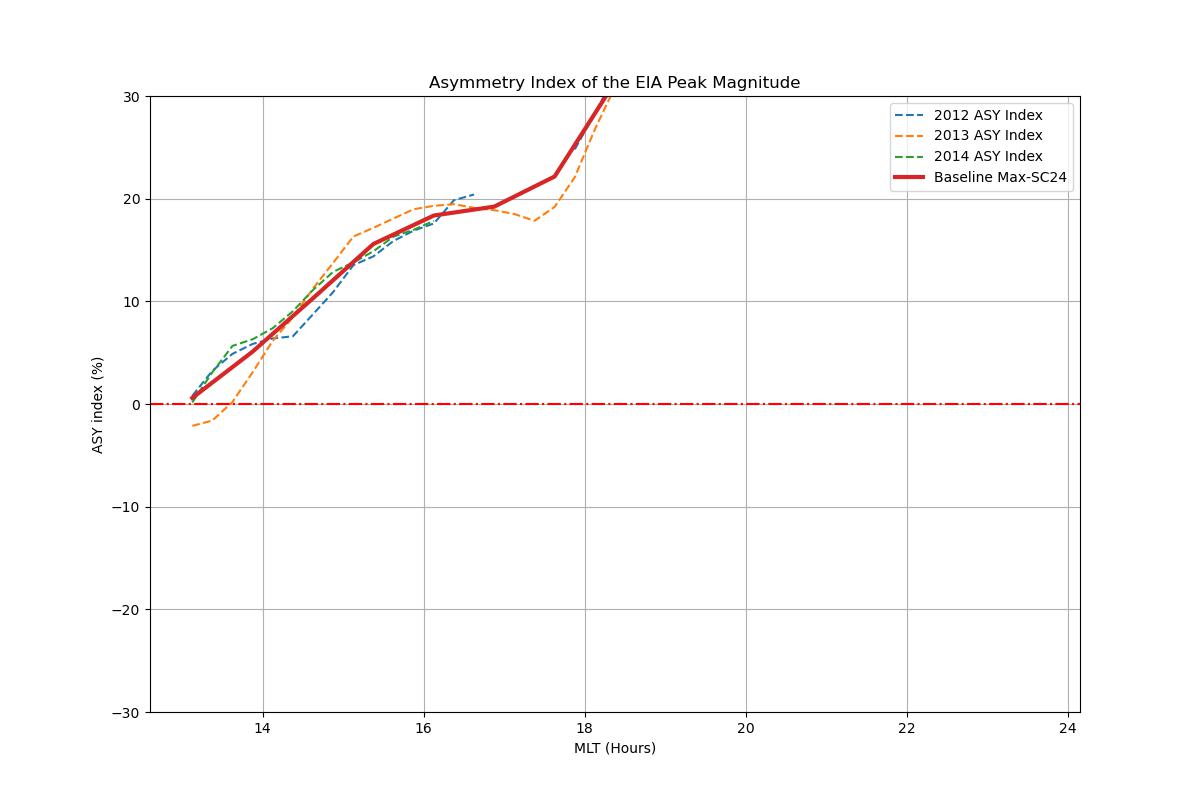 Asymmetry Index of the EIA Peak Magnitude
30
20
10
0
−10
−20
−30
ASY index (%)
2012 ASY Index
2013 ASY Index
2014 ASY Index
Baseline Max-SC24
14 16 18 20 22 24
MLT (Hours)